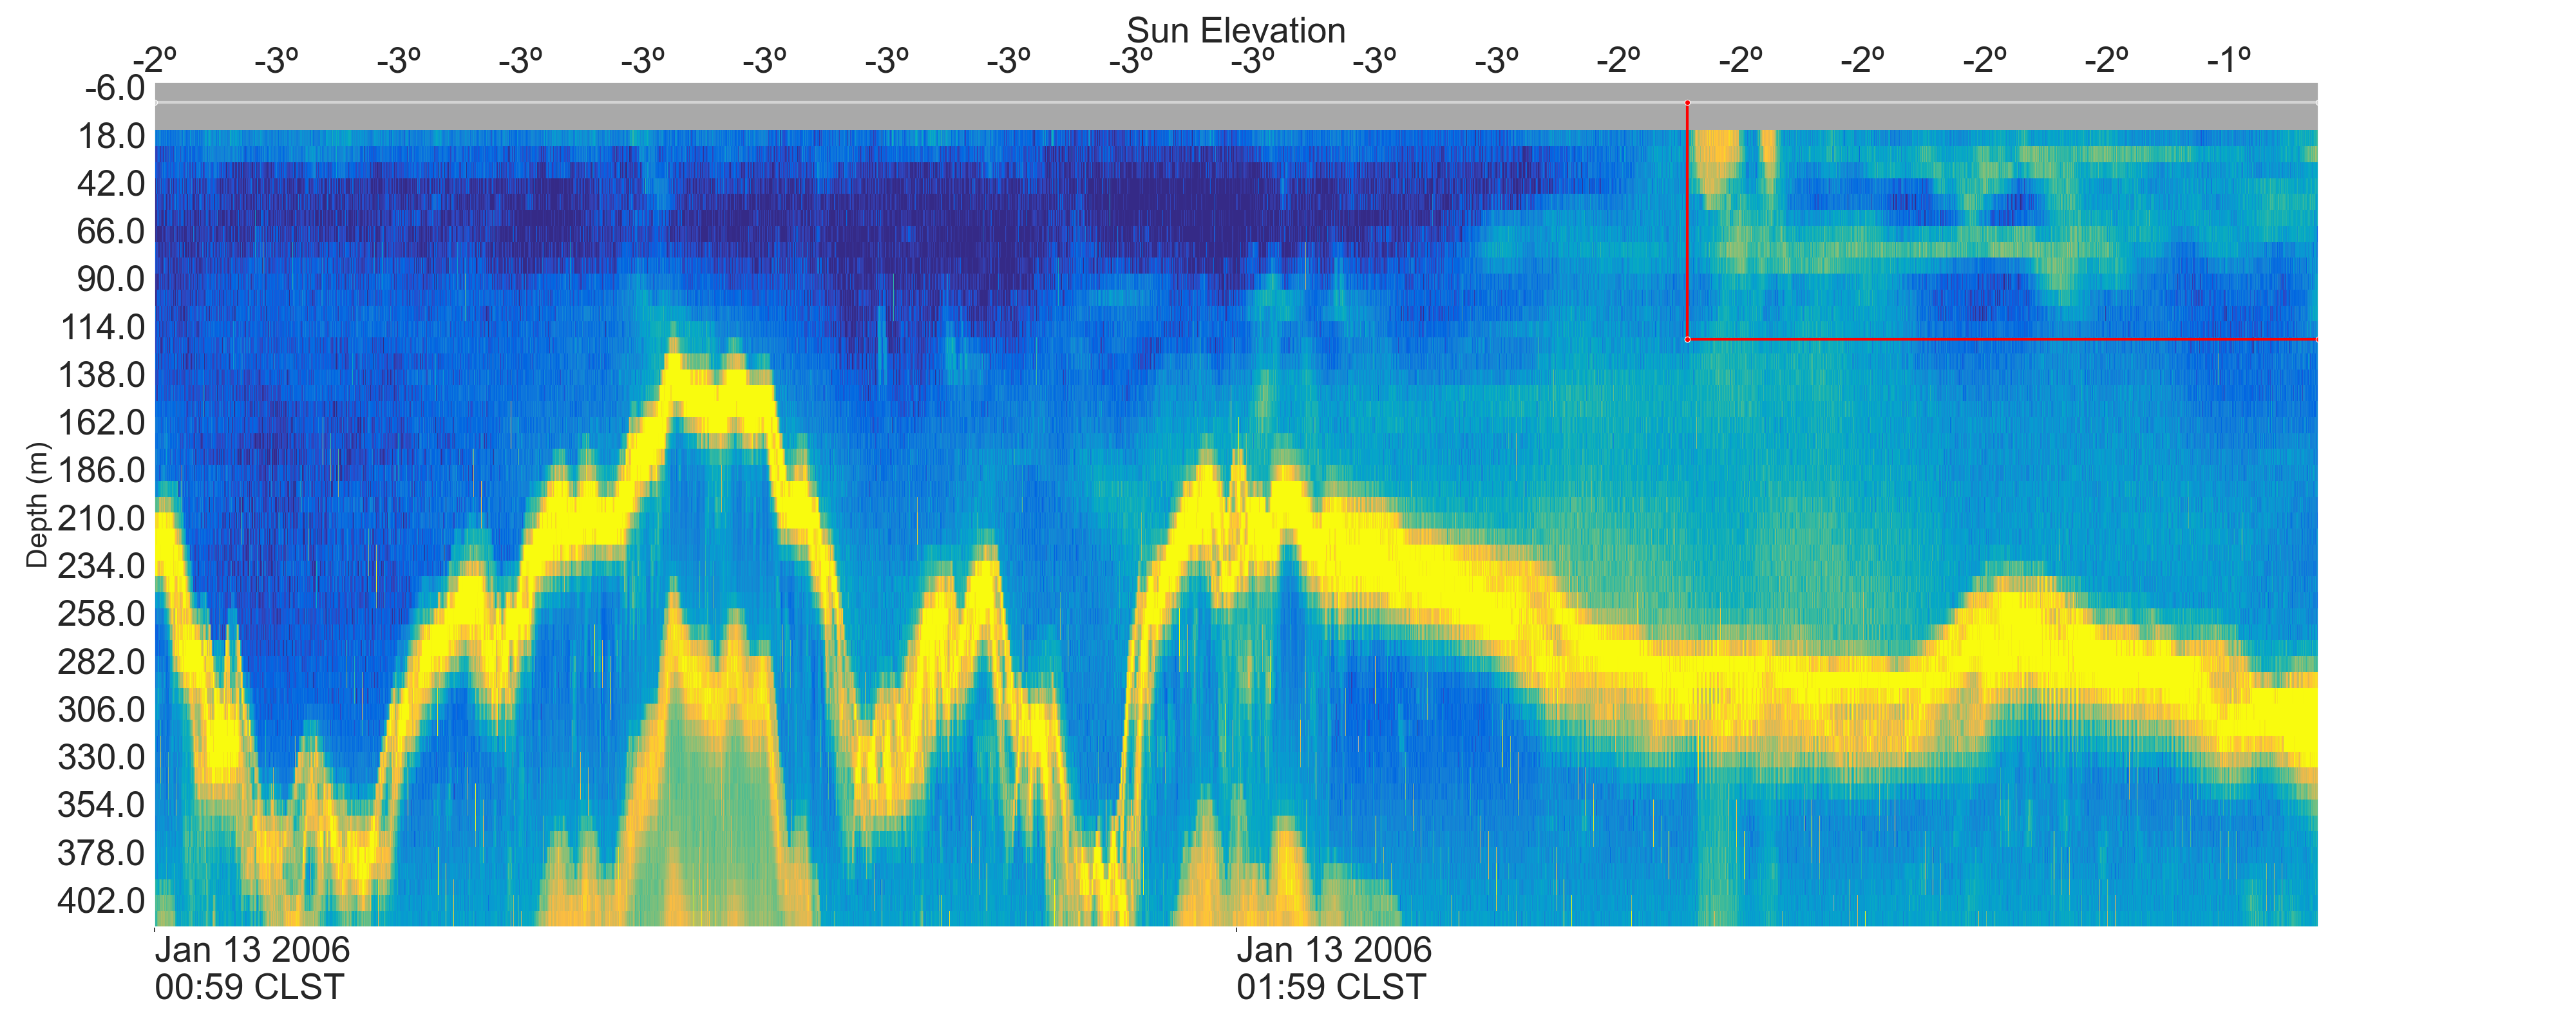 Sun Elevation
-2º -3º -3º -3º -3º -3º -3º -3º -3º -3º -3º -3º -2º -2º -2º -2º -2º -1º
-6.0
18.0
42.0
66.0
90.0
114.0
138.0
162.0
186.0
210.0
234.0
258.0
282.0
306.0
330.0
354.0
378.0
402.0
Depth (m)
Jan 13 2006
00:59 CLST
Jan 13 2006
01:59 CLST